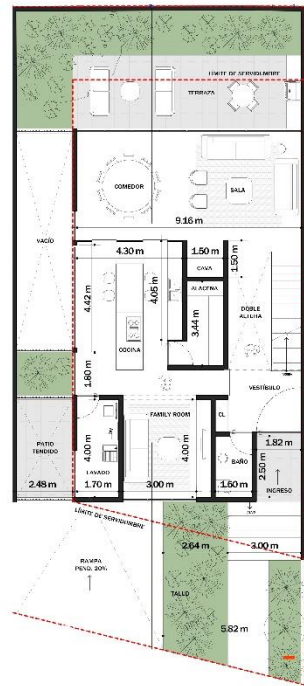 LÍMITE DE SERVIDUMBRE
TERRAZA
COMEDOR
SALA
9.16 m
VACÍO
4.30 m
1.50 m
CAVA
1.50 m
4.42 m
4.05 m
ALACENA
3.44 m
DOBLE
ALTURA
COCINA
1.80 m
VESTÍBULO
PATIO
TENDIDO
2.48 m
4.00 m
LAVADO
1.70 m
FAMILY ROOM
4.00 m
3.00 m
CL
BAÑO
1.60 m
1.82 m
2.50 m
INGRESO
LÍMITE DE SERVIDUMBRE
2.64 m
3.00 m
RAMPA
PEND. 20%
TALUD
5.82 m